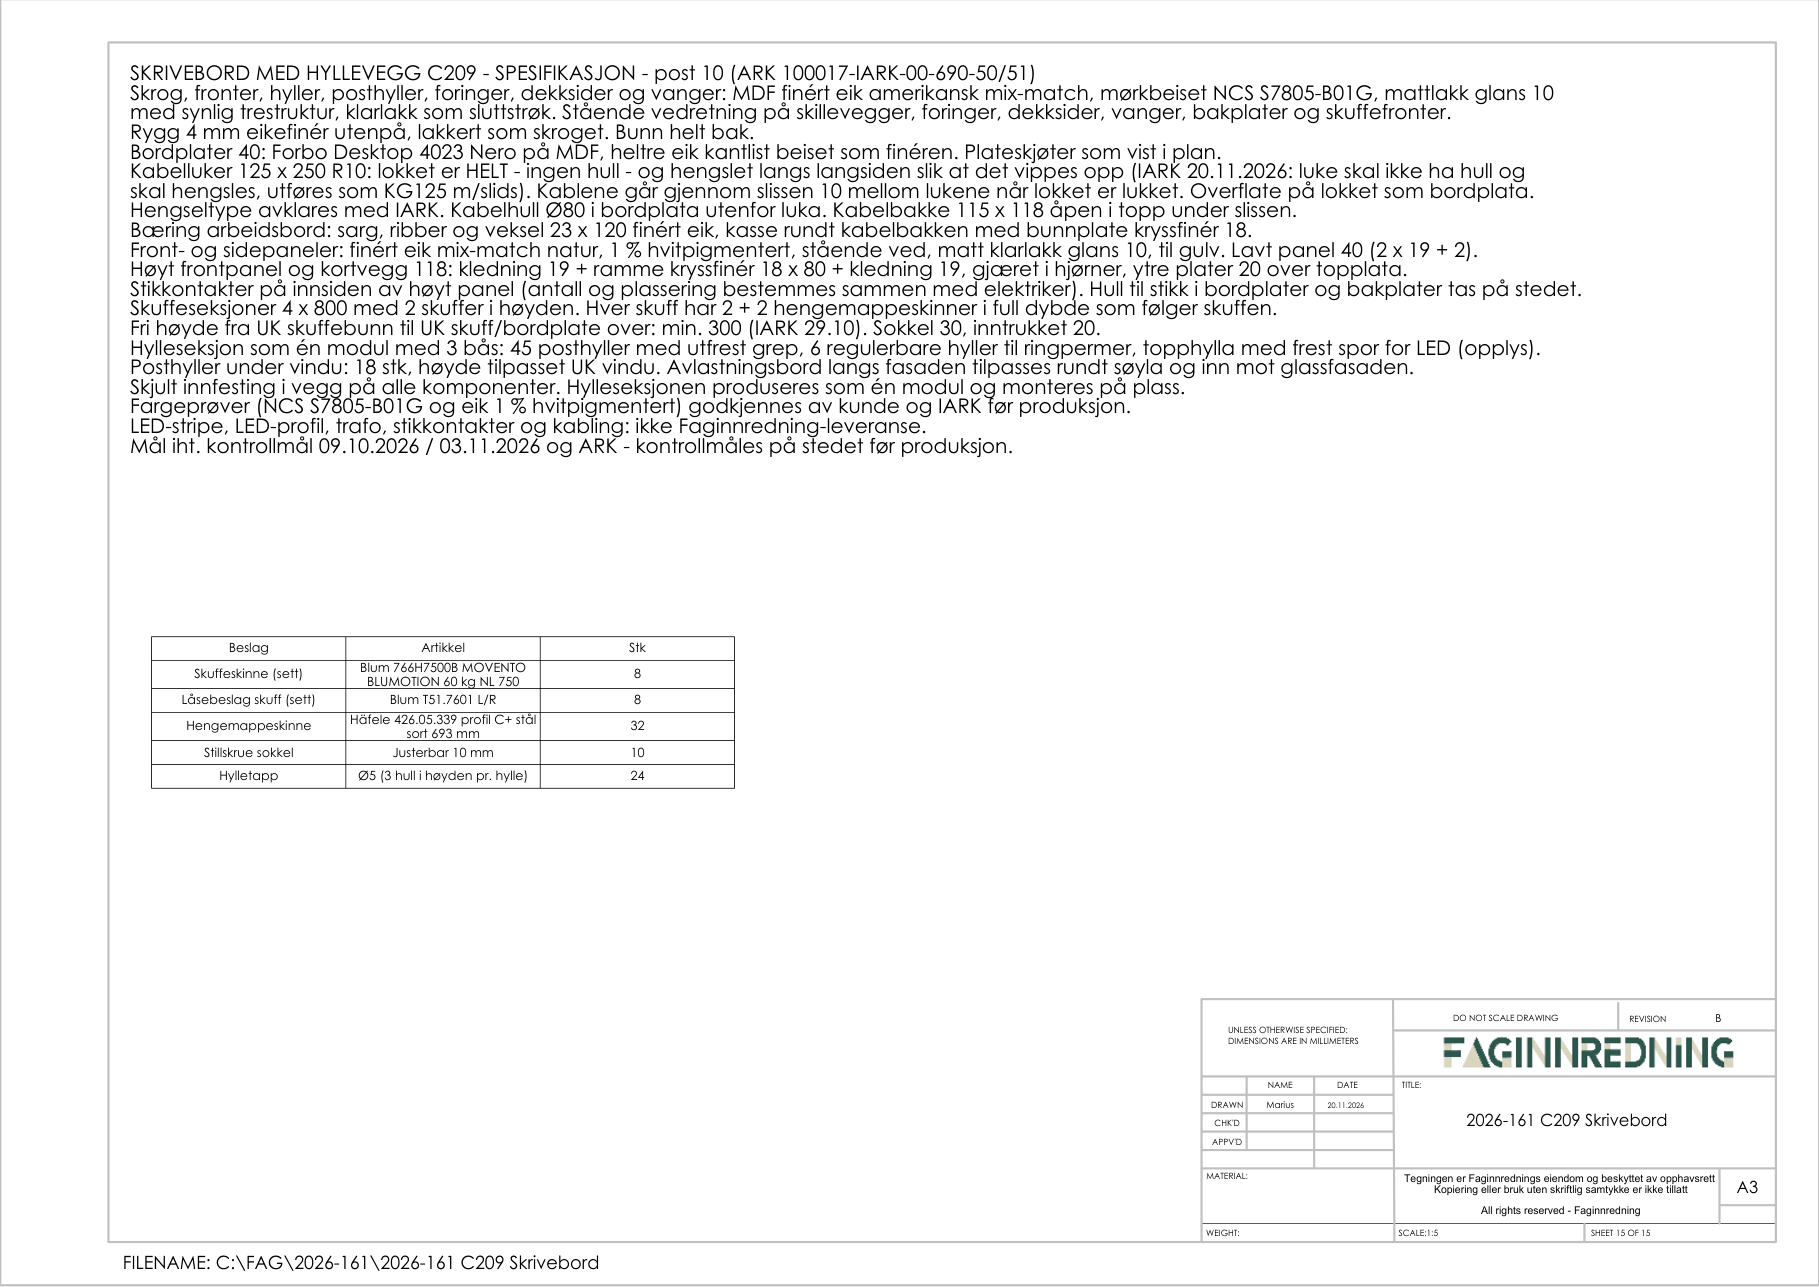 SKRIVEBORD MED HYLLEVEGG C209 - SPESIFIKASJON - post 10 (ARK 100017-IARK-00-690-50/51)
Skrog, fronter, hyller, posthyller, foringer, dekksider og vanger: MDF finért eik amerikansk mix-match, mørkbeiset NCS S7805-B01G, mattlakk glans 10
med synlig trestruktur, klarlakk som sluttstrøk. Stående vedretning på skillevegger, foringer, dekksider, vanger, bakplater og skuffefronter.
Rygg 4 mm eikefinér utenpå, lakkert som skroget. Bunn helt bak.
Bordplater 40: Forbo Desktop 4023 Nero på MDF, heltre eik kantlist beiset som finéren. Plateskjøter som vist i plan.
Kabelluker 125 x 250 R10: lokket er HELT - ingen hull - og hengslet langs langsiden slik at det vippes opp (IARK 20.11.2026: luke skal ikke ha hull og
skal hengsles, utføres som KG125 m/slids). Kablene går gjennom slissen 10 mellom lukene når lokket er lukket. Overflate på lokket som bordplata.
Hengseltype avklares med IARK. Kabelhull Ø80 i bordplata utenfor luka. Kabelbakke 115 x 118 åpen i topp under slissen.
Bæring arbeidsbord: sarg, ribber og veksel 23 x 120 finért eik, kasse rundt kabelbakken med bunnplate kryssfinér 18.
Front- og sidepaneler: finért eik mix-match natur, 1 % hvitpigmentert, stående ved, matt klarlakk glans 10, til gulv. Lavt panel 40 (2 x 19 + 2).
Høyt frontpanel og kortvegg 118: kledning 19 + ramme kryssfinér 18 x 80 + kledning 19, gjæret i hjørner, ytre plater 20 over topplata.
Stikkontakter på innsiden av høyt panel (antall og plassering bestemmes sammen med elektriker). Hull til stikk i bordplater og bakplater tas på stedet.
Skuffeseksjoner 4 x 800 med 2 skuffer i høyden. Hver skuff har 2 + 2 hengemappeskinner i full dybde som følger skuffen.
Fri høyde fra UK skuffebunn til UK skuff/bordplate over: min. 300 (IARK 29.10). Sokkel 30, inntrukket 20.
Hylleseksjon som én modul med 3 bås: 45 posthyller med utfrest grep, 6 regulerbare hyller til ringpermer, topphylla med frest spor for LED (opplys).
Posthyller under vindu: 18 stk, høyde tilpasset UK vindu. Avlastningsbord langs fasaden tilpasses rundt søyla og inn mot glassfasaden.
Skjult innfesting i vegg på alle komponenter. Hylleseksjonen produseres som én modul og monteres på plass.
Fargeprøver (NCS S7805-B01G og eik 1 % hvitpigmentert) godkjennes av kunde og IARK før produksjon.
LED-stripe, LED-profil, trafo, stikkontakter og kabling: ikke Faginnredning-leveranse.
Mål iht. kontrollmål 09.10.2026 / 03.11.2026 og ARK - kontrollmåles på stedet før produksjon.
Beslag Artikkel Stk
Skuffeskinne (sett) Blum 766H7500B MOVENTO 8
BLUMOTION 60 kg NL 750
Låsebeslag skuff (sett) Blum T51.7601 L/R 8
Hengemappeskinne Häfele 426.05.339 profil C+ stål 32
sort 693 mm
Stillskrue sokkel Justerbar 10 mm 10
Hylletapp Ø5 (3 hull i høyden pr. hylle) 24
UNLESS OTHERWISE SPECIFIED:
DIMENSIONS ARE IN MILLIMETERS
DO NOT SCALE DRAWING
REVISION B
FAGINNREDNING
NAME DATE
DRAWN Marius 20.11.2026
CHK'D
APPV'D
TITLE:
2026-161 C209 Skrivebord
MATERIAL:
Tegningen er Faginnrednings eiendom og beskyttet av opphavsrett
Kopiering eller bruk uten skriftlig samtykke er ikke tillatt
All rights reserved - Faginnredning
A3
WEIGHT:
SCALE:1:5
SHEET 15 OF 15
FILENAME: C:\FAG\2026-161\2026-161 C209 Skrivebord